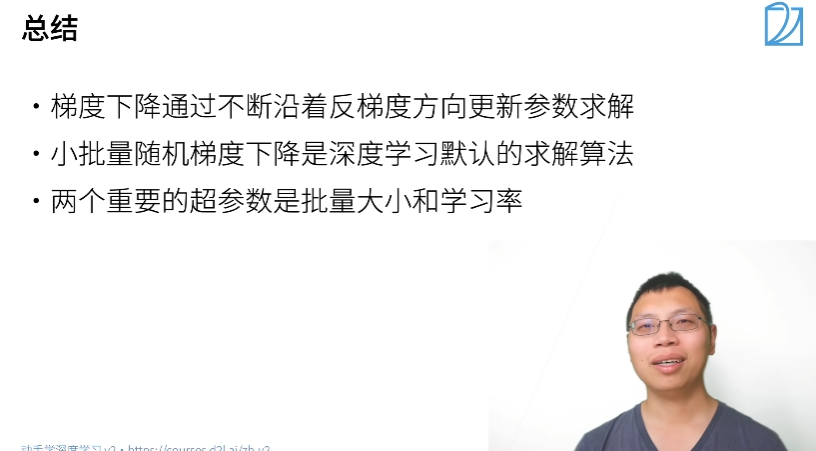 总结
• 梯度下降通过不断沿着反梯度方向更新参数求解
• 小批量随机梯度下降是深度学习默认的求解算法
• 两个重要的超参数是批量大小和学习率
动手学深度学习 v2 • https://courses.d2l.ai/zh-v2